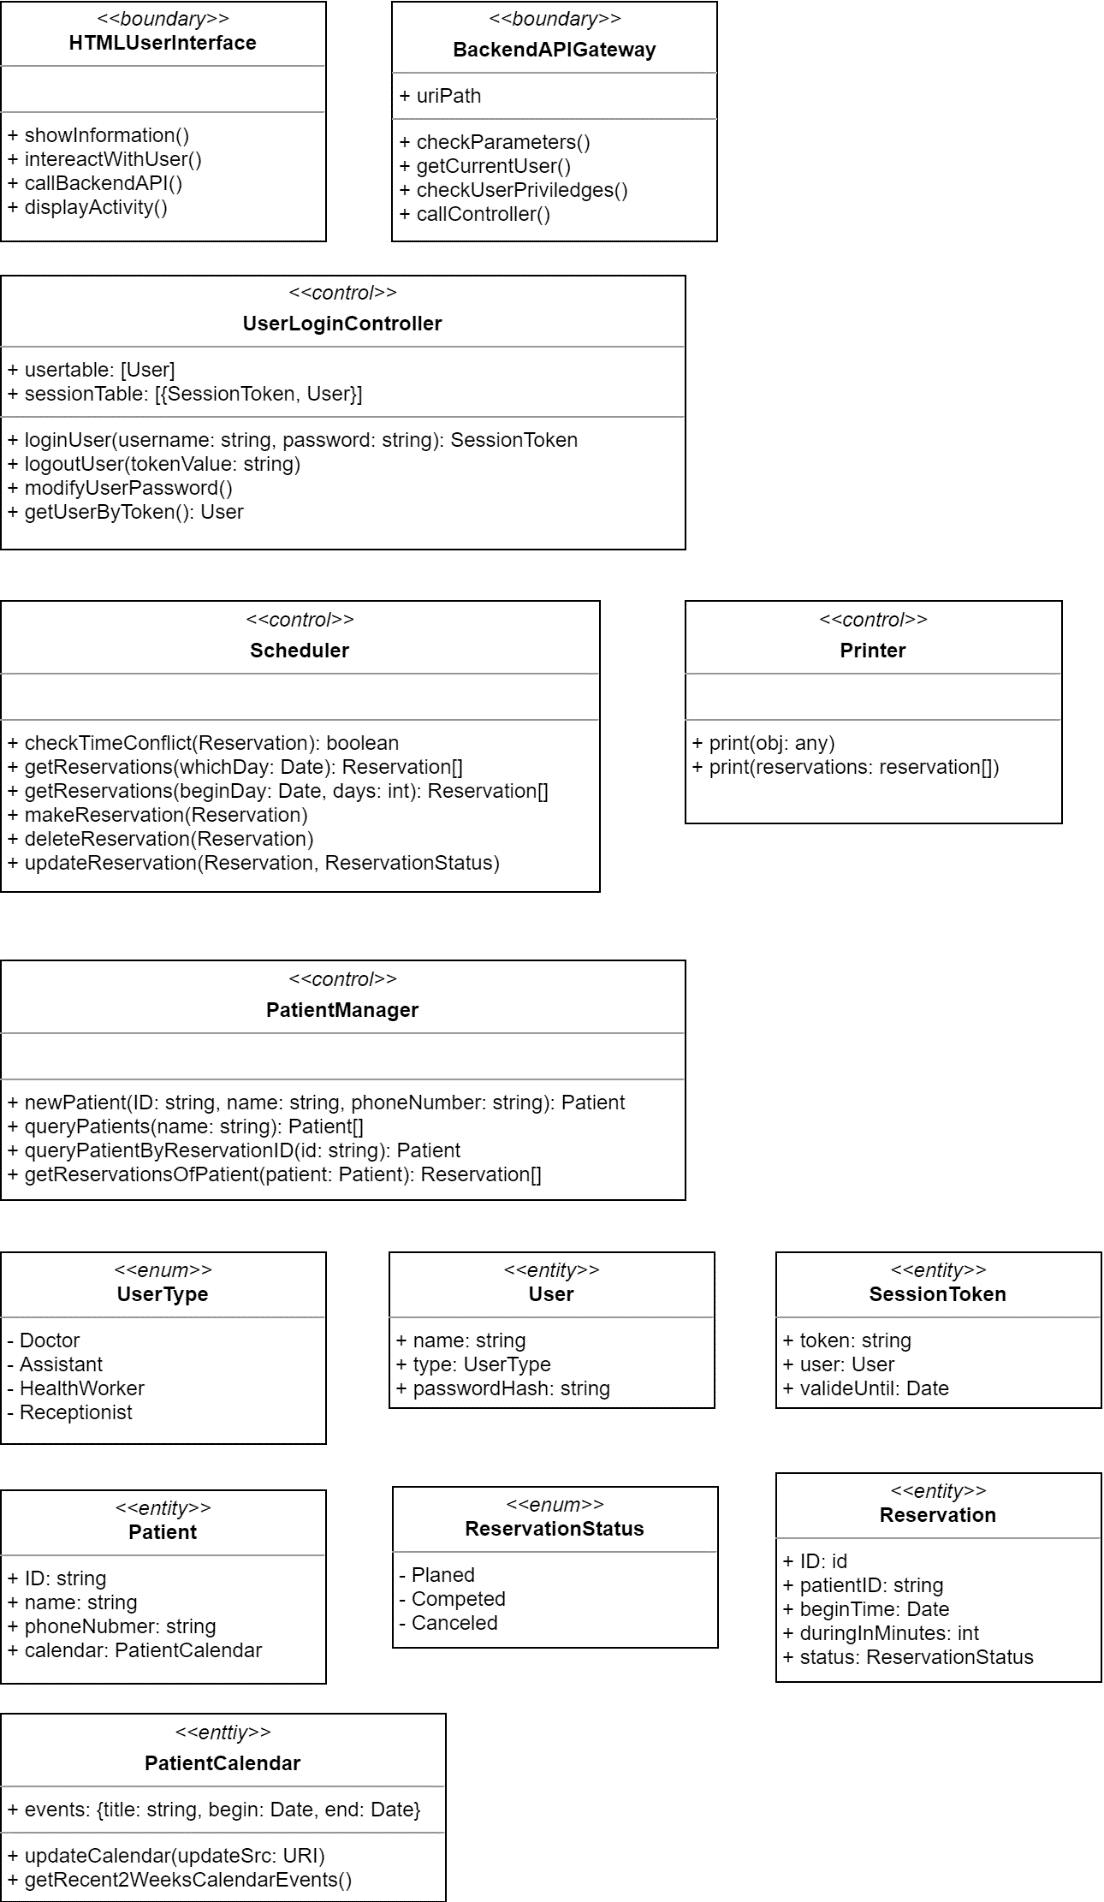 <<boundary>>
HTMLUserInterface
+ showInformation()
+ intereactWithUser()
+ callBackendAPI()
+ displayActivity()
<<boundary>>
BackendAPIGateway
+ uriPath
+ checkParameters()
+ getCurrentUser()
+ checkUserPriviledges()
+ callController()
<<control>>
UserLoginController
+ usertable: [User]
+ sessionTable: [{SessionToken, User}]
+ loginUser(username: string, password: string): SessionToken
+ logoutUser(tokenValue: string)
+ modifyUserPassword()
+ getUserByToken(): User
<<control>>
Scheduler
+ checkTimeConflict(Reservation): boolean
+ getReservations(whichDay: Date): Reservation[]
+ getReservations(beginDay: Date, days: int): Reservation[]
+ makeReservation(Reservation)
+ deleteReservation(Reservation)
+ updateReservation(Reservation, ReservationStatus)
<<control>>
Printer
+ print(obj: any)
+ print(reservations: reservation[])
<<control>>
PatientManager
+ newPatient(ID: string, name: string, phoneNumber: string): Patient
+ queryPatients(name: string): Patient[]
+ queryPatientByReservationID(id: string): Patient
+ getReservationsOfPatient(patient: Patient): Reservation[]
<<enum>>
UserType
- Doctor
- Assistant
- HealthWorker
- Receptionist
<<entity>>
User
+ name: string
+ type: UserType
+ passwordHash: string
<<entity>>
SessionToken
+ token: string
+ user: User
+ valideUntil: Date
<<entity>>
Patient
+ ID: string
+ name: string
+ phoneNubmer: string
+ calendar: PatientCalendar
<<enum>>
ReservationStatus
- Planed
- Competed
- Canceled
<<entity>>
Reservation
+ ID: id
+ patientID: string
+ beginTime: Date
+ duringInMinutes: int
+ status: ReservationStatus
<<enttiy>>
PatientCalendar
+ events: {title: string, begin: Date, end: Date}
+ updateCalendar(updateSrc: URI)
+ getRecent2WeeksCalendarEvents()